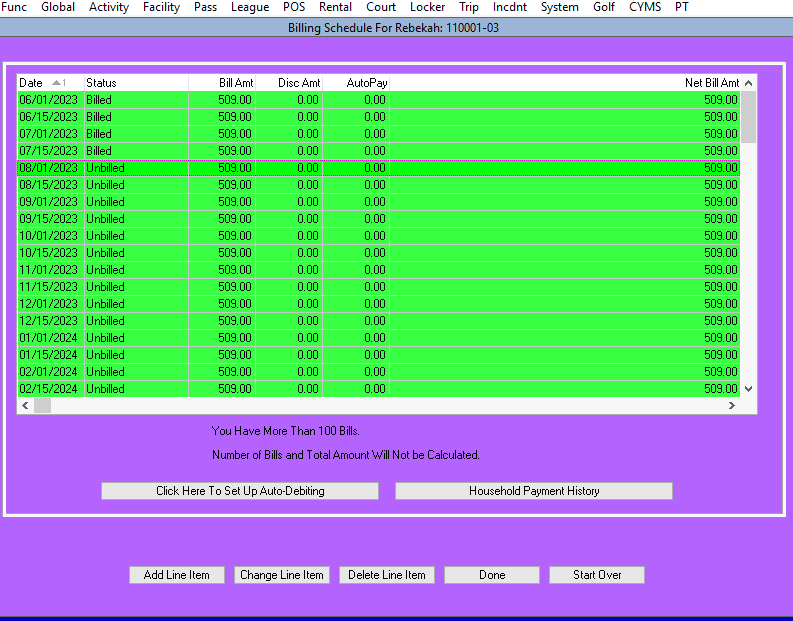 Func Global Activity Facility Pass League POS Rental Court Locker Trip Incdnt System Golf CYMS PT
Billing Schedule For Rebekah: 110001-03
Date 1 Status Bill Amt Disc Amt AutoPay Net Bill Amt
06/01/2023 Billed 509.00 0.00 0.00 509.00
06/15/2023 Billed 509.00 0.00 0.00 509.00
07/01/2023 Billed 509.00 0.00 0.00 509.00
07/15/2023 Billed 509.00 0.00 0.00 509.00
08/01/2023 Unbilled 509.00 0.00 0.00 509.00
08/15/2023 Unbilled 509.00 0.00 0.00 509.00
09/01/2023 Unbilled 509.00 0.00 0.00 509.00
09/15/2023 Unbilled 509.00 0.00 0.00 509.00
10/01/2023 Unbilled 509.00 0.00 0.00 509.00
10/15/2023 Unbilled 509.00 0.00 0.00 509.00
11/01/2023 Unbilled 509.00 0.00 0.00 509.00
11/15/2023 Unbilled 509.00 0.00 0.00 509.00
12/01/2023 Unbilled 509.00 0.00 0.00 509.00
12/15/2023 Unbilled 509.00 0.00 0.00 509.00
01/01/2024 Unbilled 509.00 0.00 0.00 509.00
01/15/2024 Unbilled 509.00 0.00 0.00 509.00
02/01/2024 Unbilled 509.00 0.00 0.00 509.00
02/15/2024 Unbilled 509.00 0.00 0.00 509.00
You Have More Than 100 Bills.
Number of Bills and Total Amount Will Not be Calculated.
Click Here To Set Up Auto-Debiting Household Payment History
Add Line Item Change Line Item Delete Line Item Done Start Over